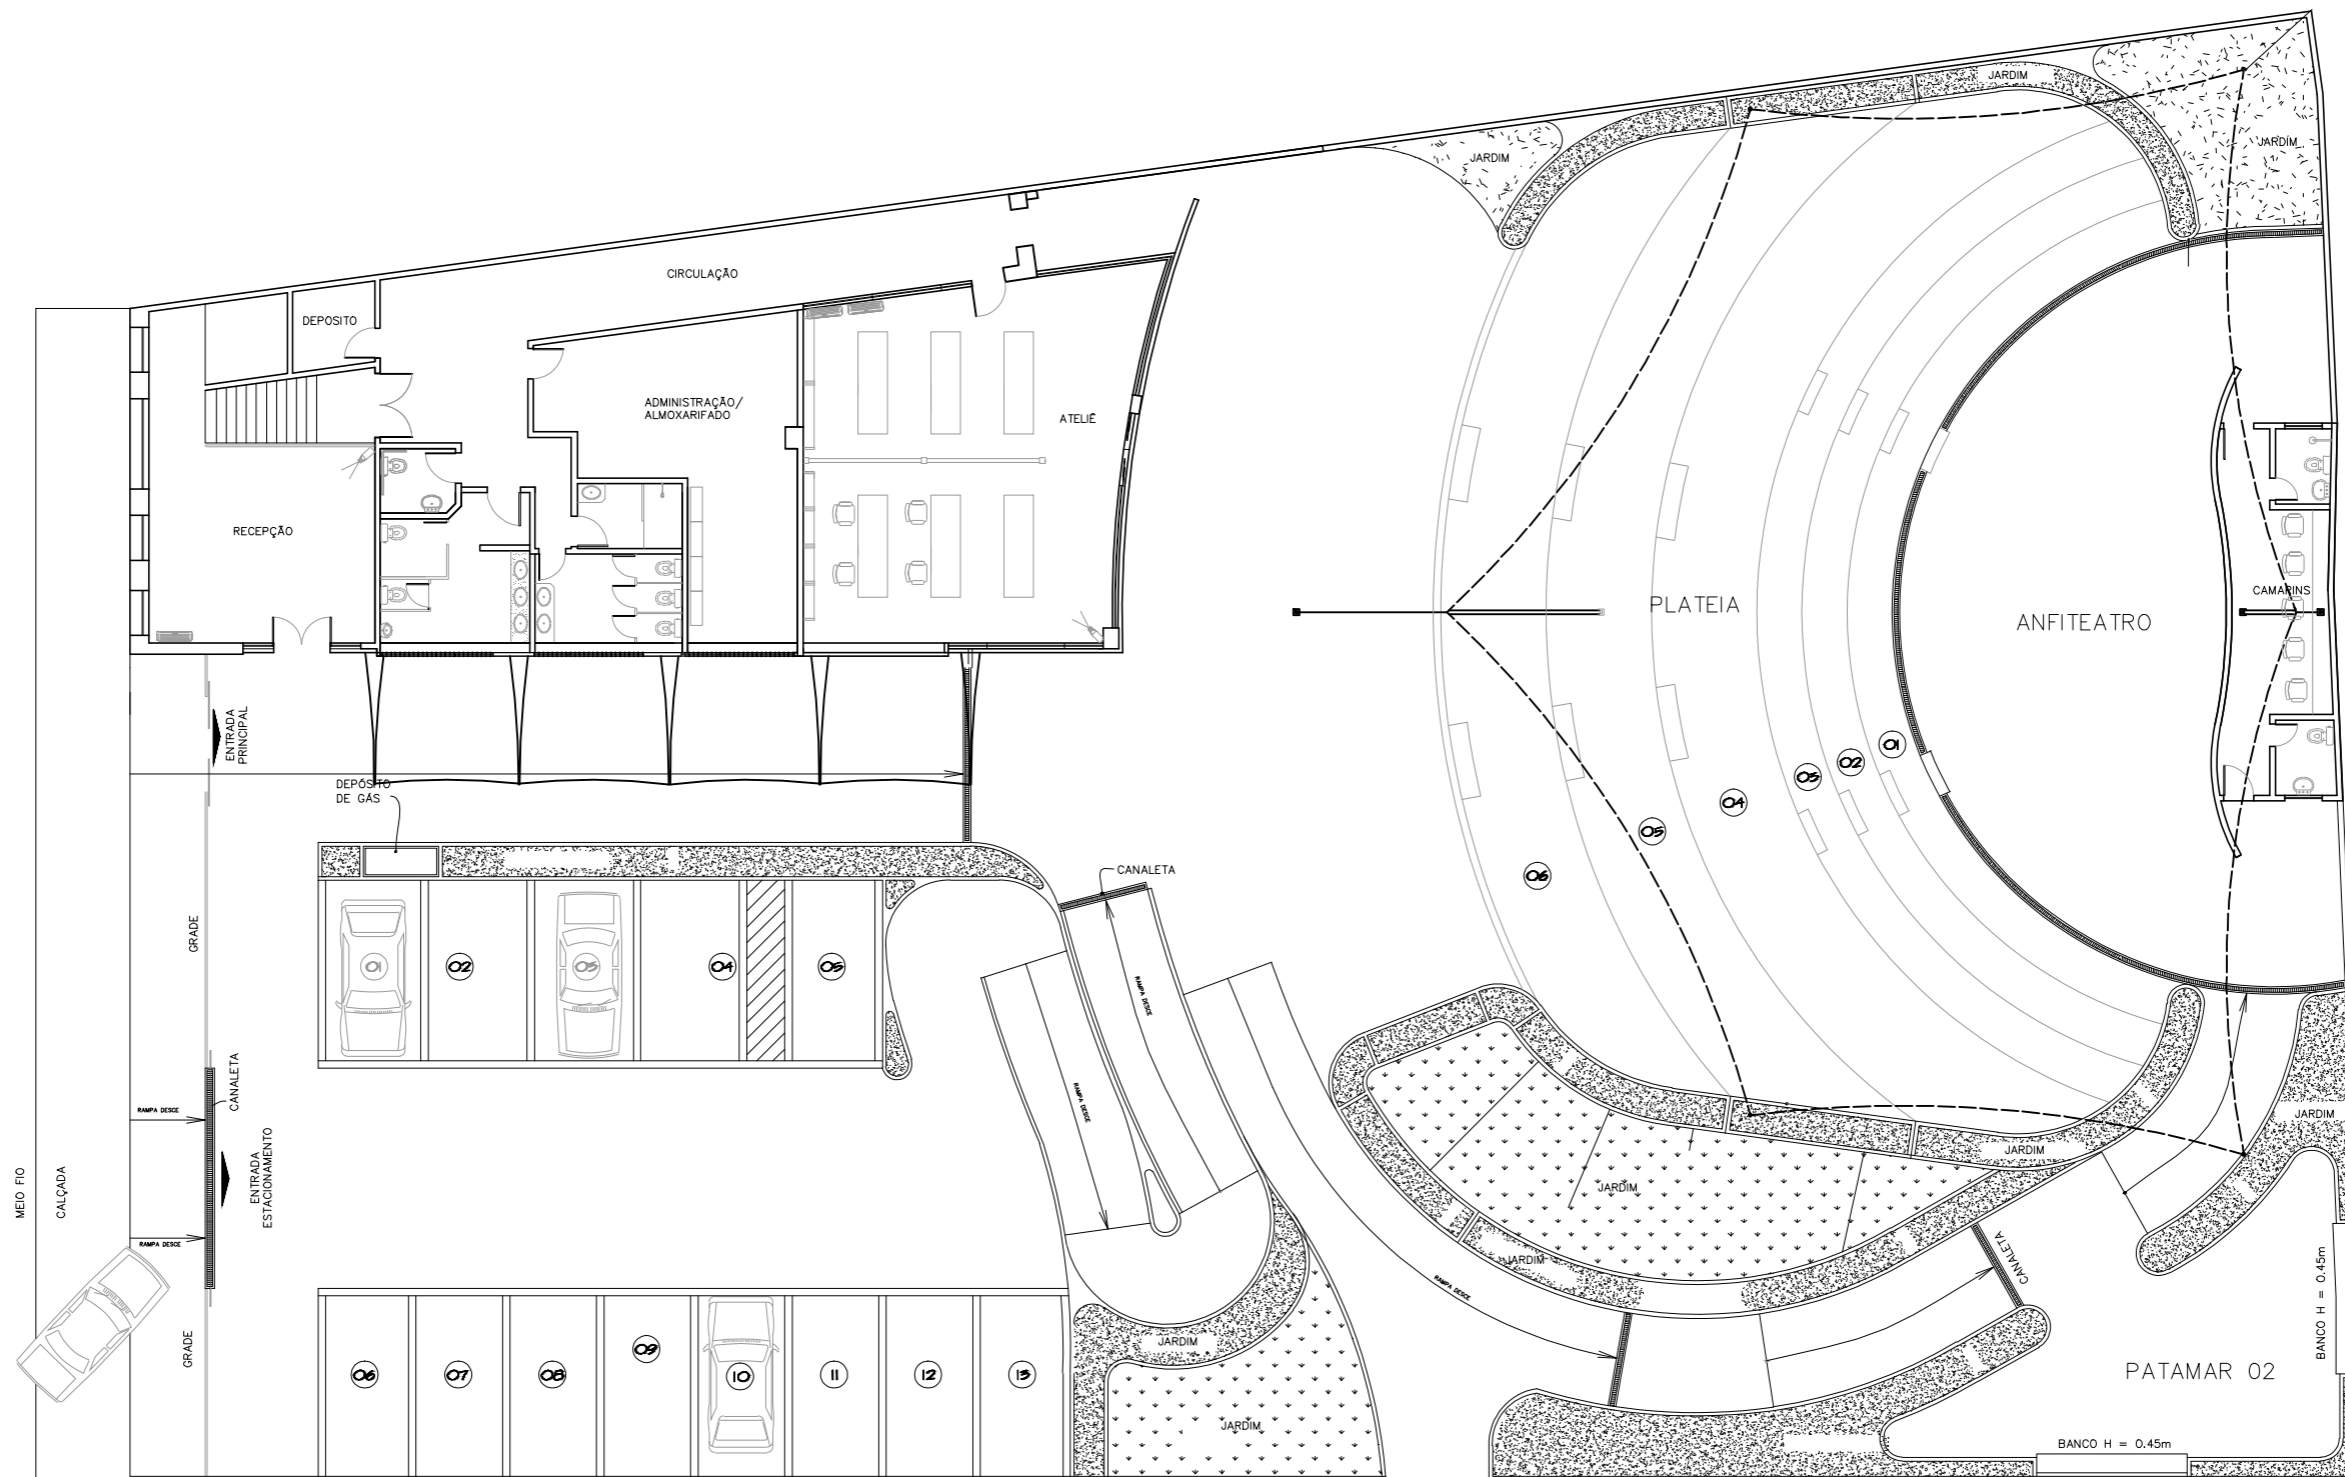 JARDIM
JARDIM
JARDIM
CIRCULAÇÃO
DEPOSITO
ADMINISTRAÇÃO/
ALMOXARIFADO
ATELIÊ
RECEPÇÃO
PLATEIA
ANFITEATRO
CAMARINS
ENTRADA
PRINCIPAL
DEPÓSITO
DE GÁS
01
02
03
04
05
06
CANALETA
GRADE
01
02
03
04
05
RAMPA DESCE
RAMPA DESCE
CANALETA
RAMPA DESCE
RAMPA DESCE
ENTRADA
ESTACIONAMENTO
MEIO FIO
CALÇADA
GRADE
06
07
08
09
10
11
12
13
JARDIM
JARDIM
RAMPA DESCE
JARDIM
JARDIM
JARDIM
JARDIM
CANALETA
PATAMAR 02
BANCO H = 0.45m
BANCO H = 0.45m